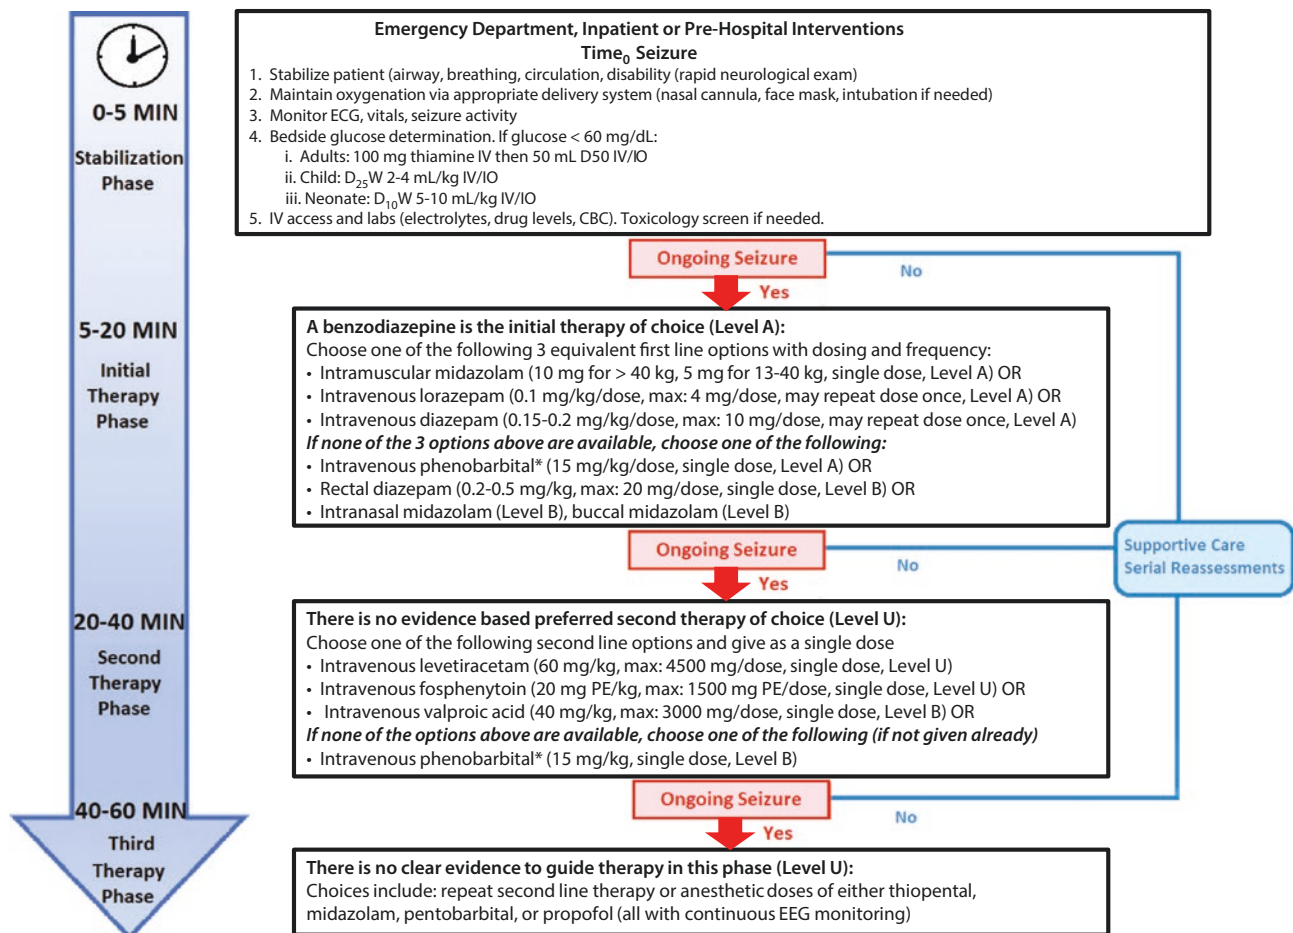 Emergency Department, Inpatient or Pre-Hospital Interventions
Time0 Seizure
1. Stabilize patient (airway, breathing, circulation, disability (rapid neurological exam)
2. Maintain oxygenation via appropriate delivery system (nasal cannula, face mask, intubation if needed)
3. Monitor ECG, vitals, seizure activity
4. Bedside glucose determination. If glucose < 60 mg/dL:
i. Adults: 100 mg thiamine IV then 50 mL D50 IV/IO
ii. Child: D25W 2-4 mL/kg IV/IO
iii. Neonate: D10W 5-10 mL/kg IV/IO
5. IV access and labs (electrolytes, drug levels, CBC). Toxicology screen if needed.
0-5 MIN
Stabilization
Phase
Ongoing Seizure
No
Yes
5-20 MIN
Initial
Therapy
Phase
A benzodiazepine is the initial therapy of choice (Level A):
Choose one of the following 3 equivalent first line options with dosing and frequency:
• Intramuscular midazolam (10 mg for > 40 kg, 5 mg for 13-40 kg, single dose, Level A) OR
• Intravenous lorazepam (0.1 mg/kg/dose, max: 4 mg/dose, may repeat dose once, Level A) OR
• Intravenous diazepam (0.15-0.2 mg/kg/dose, max: 10 mg/dose, may repeat dose once, Level A)
If none of the 3 options above are available, choose one of the following:
• Intravenous phenobarbital* (15 mg/kg/dose, single dose, Level A) OR
• Rectal diazepam (0.2-0.5 mg/kg, max: 20 mg/dose, single dose, Level B) OR
• Intranasal midazolam (Level B), buccal midazolam (Level B)
Ongoing Seizure
No
Yes
Supportive Care
Serial Reassessments
20-40 MIN
Second
Therapy
Phase
There is no evidence based preferred second therapy of choice (Level U):
Choose one of the following second line options and give as a single dose
• Intravenous levetiracetam (60 mg/kg, max: 4500 mg/dose, single dose, Level U)
• Intravenous fosphenytoin (20 mg PE/kg, max: 1500 mg PE/dose, single dose, Level U) OR
• Intravenous valproic acid (40 mg/kg, max: 3000 mg/dose, single dose, Level B) OR
If none of the options above are available, choose one of the following (if not given already)
• Intravenous phenobarbital* (15 mg/kg, single dose, Level B)
Ongoing Seizure
No
Yes
40-60 MIN
Third
Therapy
Phase
There is no clear evidence to guide therapy in this phase (Level U):
Choices include: repeat second line therapy or anesthetic doses of either thiopental,
midazolam, pentobarbital, or propofol (all with continuous EEG monitoring)